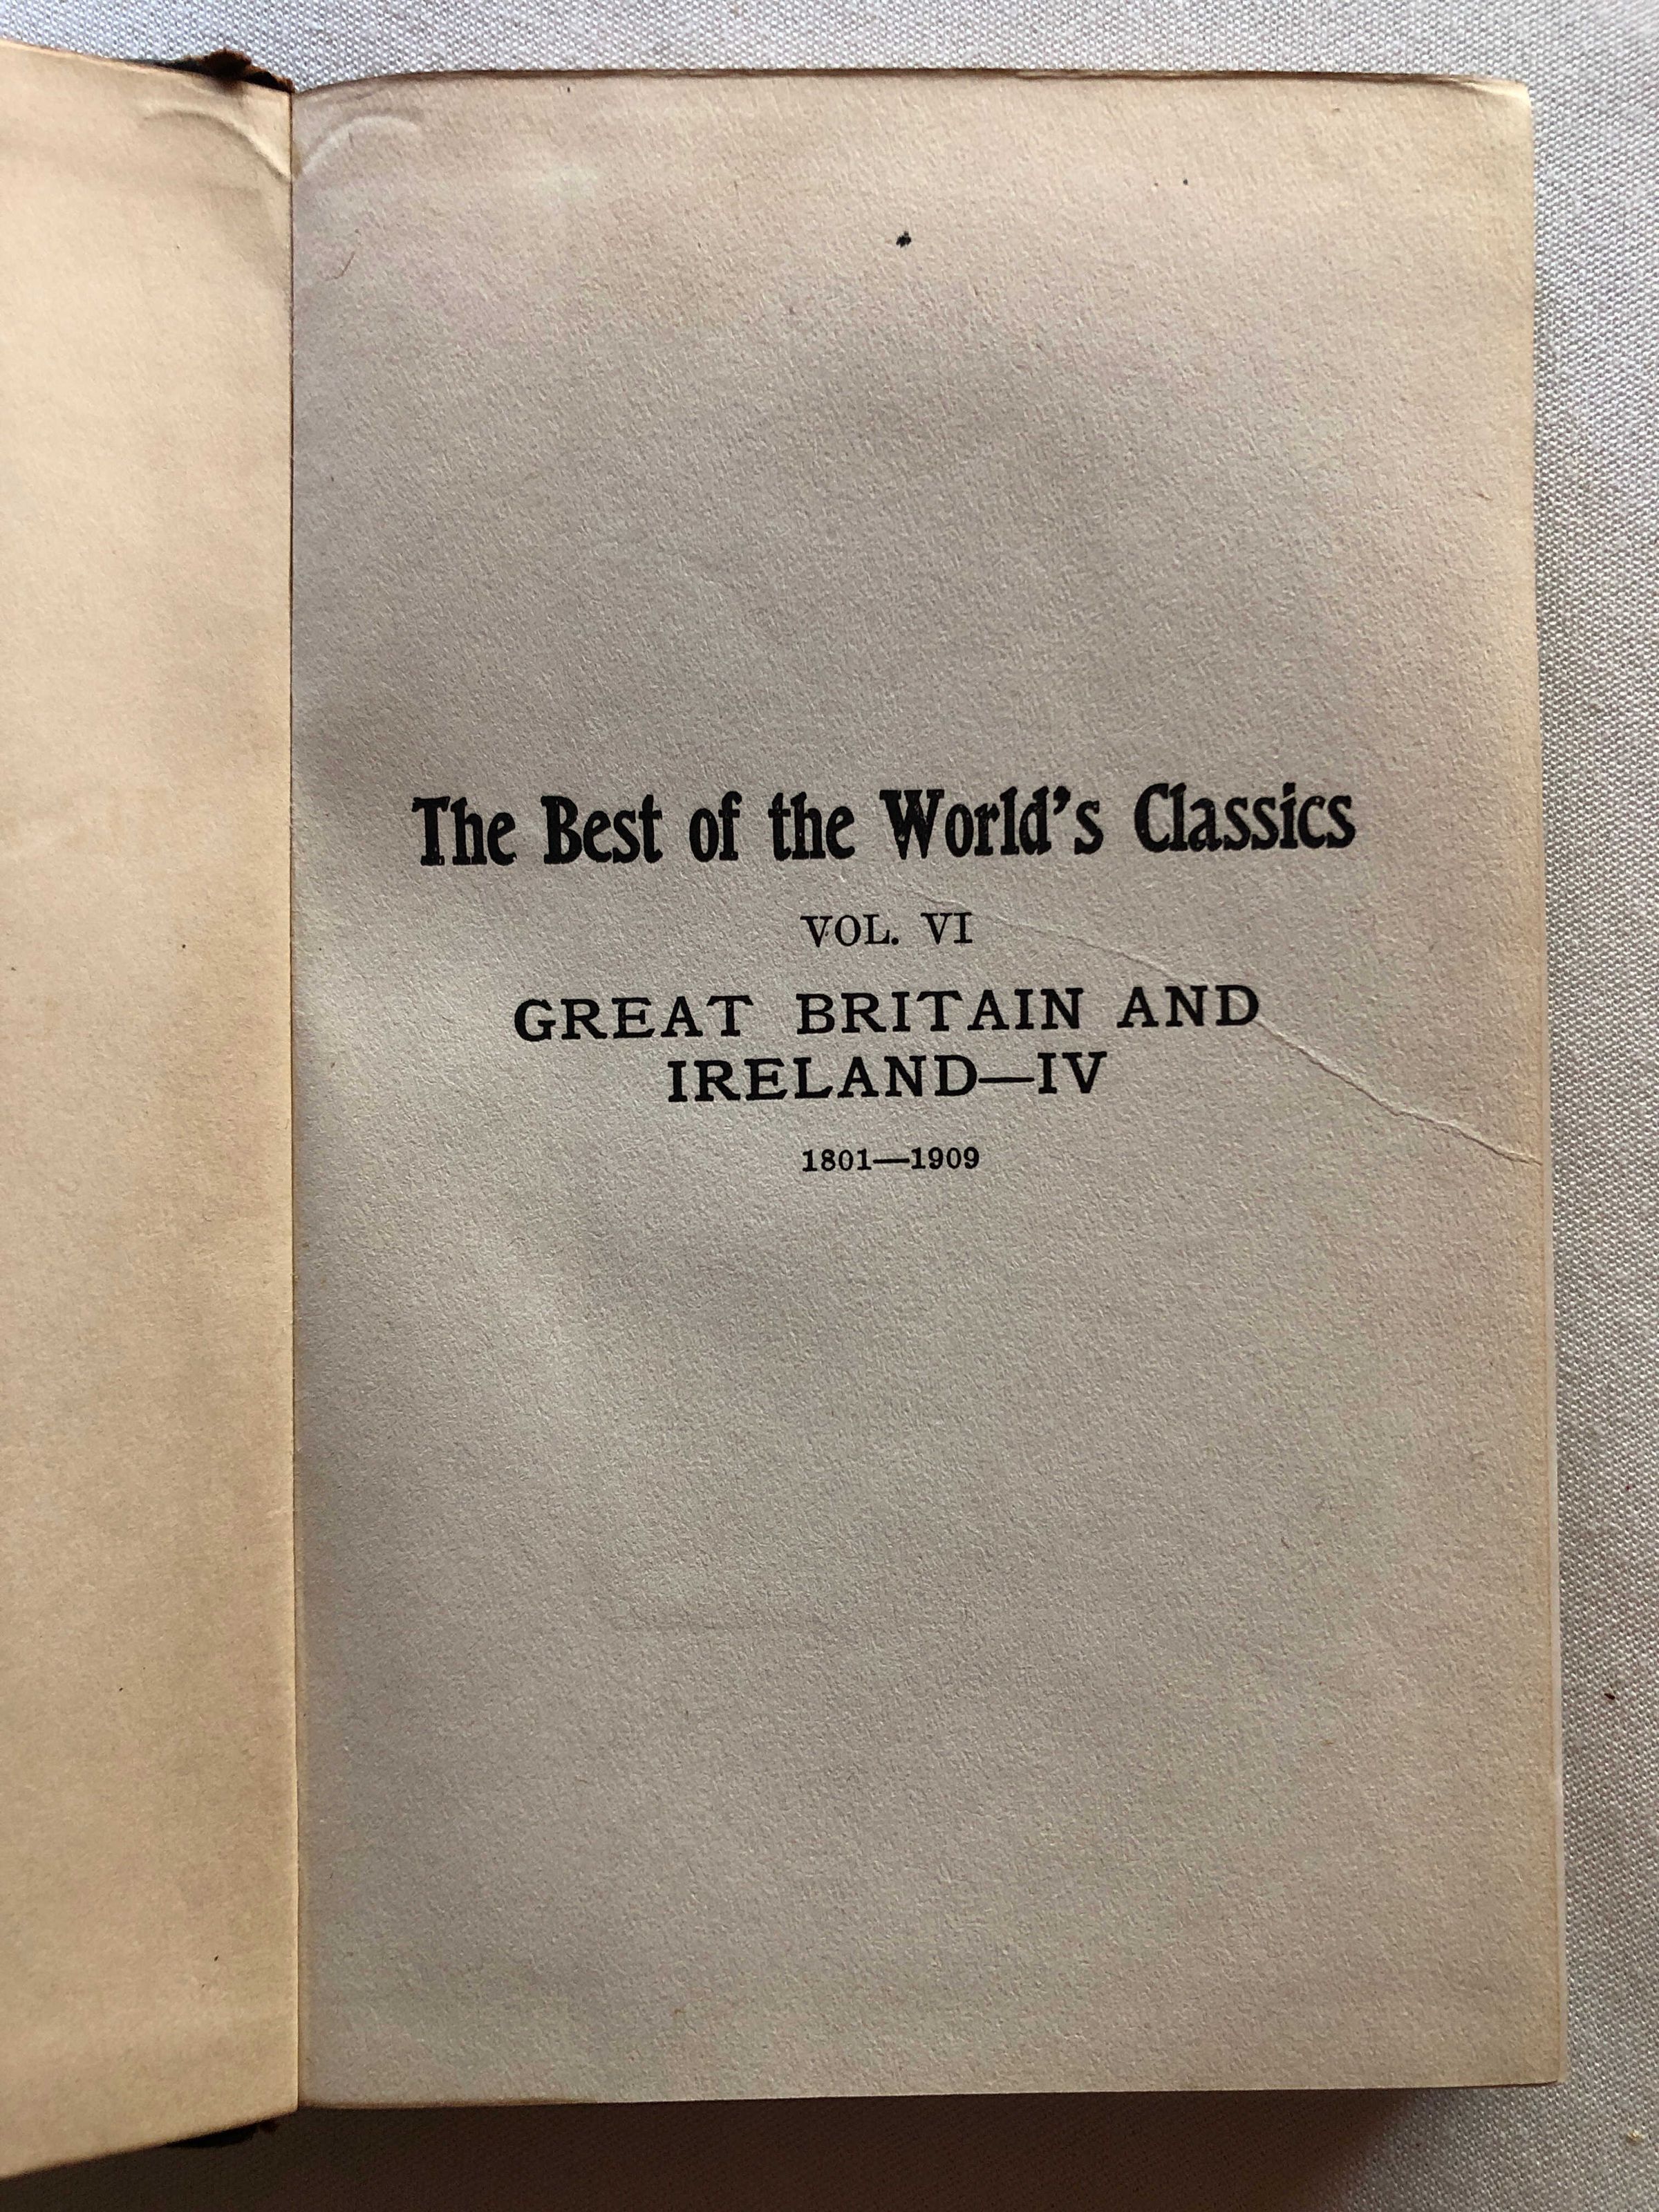 The Best of the World's Classics
VOL. VI
GREAT BRITAIN AND
IRELAND—IV
1801—1909